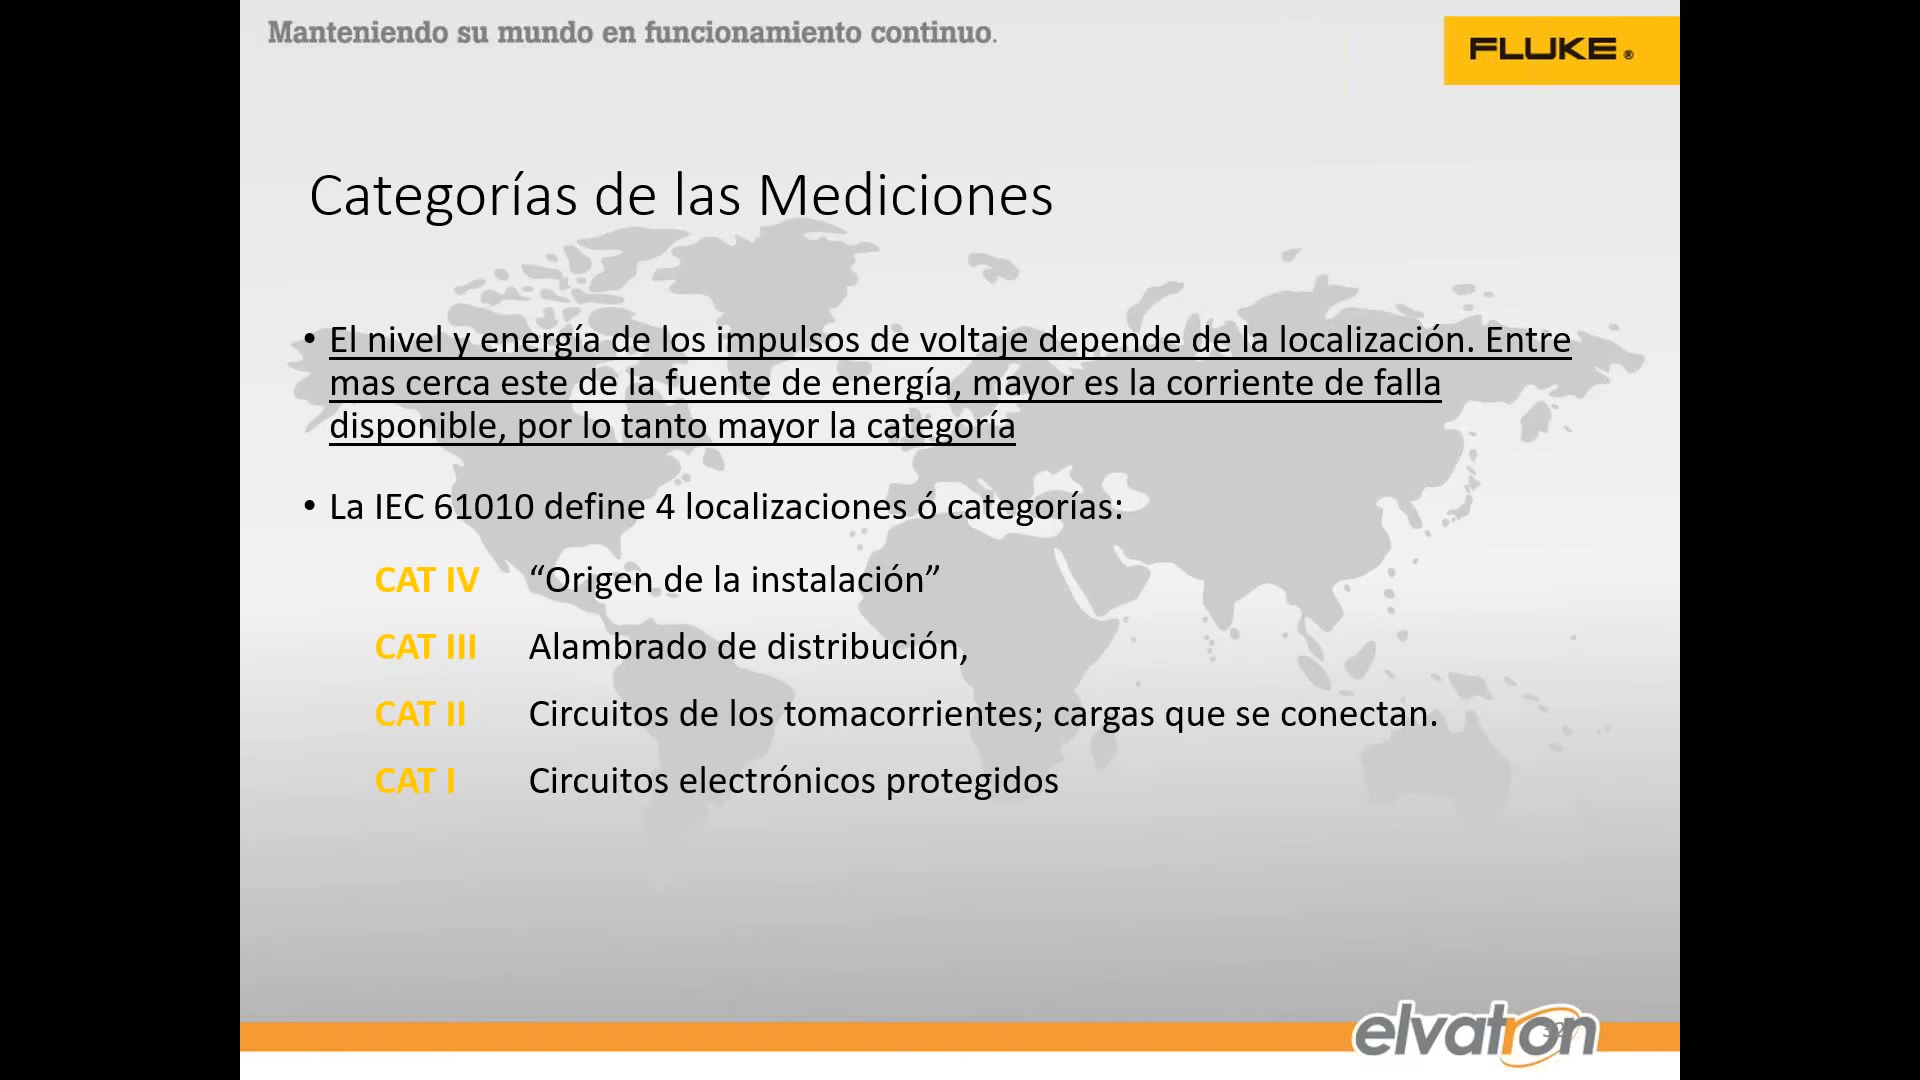 Manteniendo su mundo en funcionamiento continuo.
FLUKE®
Categorías de las Mediciones
• El nivel y energía de los impulsos de voltaje depende de la localización. Entre
mas cerca este de la fuente de energía, mayor es la corriente de falla
disponible, por lo tanto mayor la categoría
• La IEC 61010 define 4 localizaciones ó categorías:
CAT IV “Origen de la instalación”
CAT III Alambrado de distribución,
CAT II Circuitos de los tomacorrientes; cargas que se conectan.
CAT I Circuitos electrónicos protegidos
elvatron
32